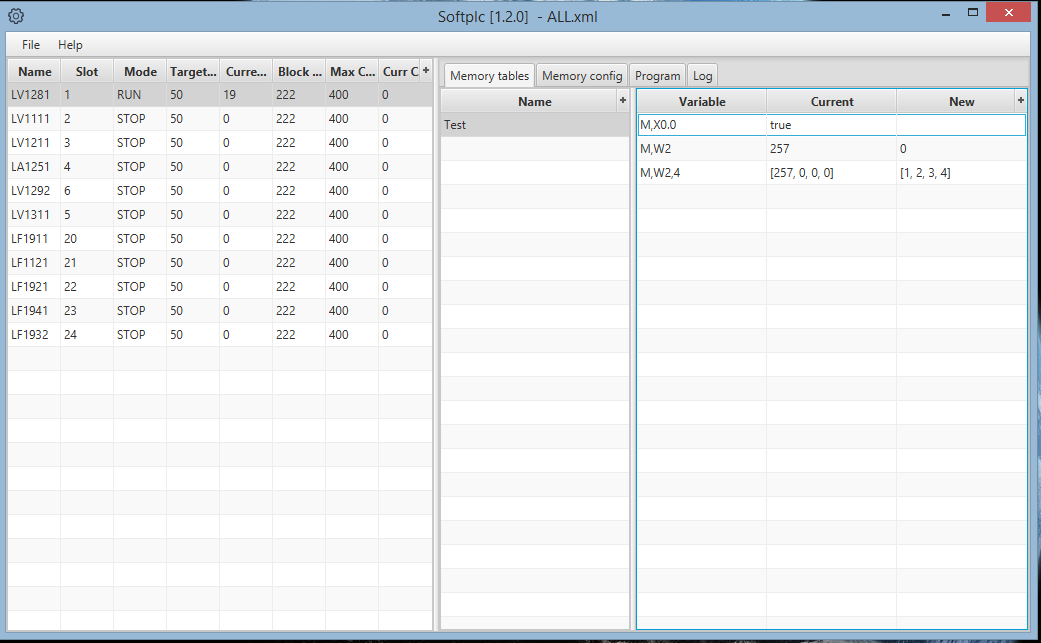 Softplc [1.2.0] - ALL.xml
File Help
Name Slot Mode Target... Curre... Block ... Max C... Curr C +
LV1281 1 RUN 50 19 222 400 0
LV1111 2 STOP 50 0 222 400 0
LV1211 3 STOP 50 0 222 400 0
LA1251 4 STOP 50 0 222 400 0
LV1292 6 STOP 50 0 222 400 0
LV1311 5 STOP 50 0 222 400 0
LF1911 20 STOP 50 0 222 400 0
LF1121 21 STOP 50 0 222 400 0
LF1921 22 STOP 50 0 222 400 0
LF1941 23 STOP 50 0 222 400 0
LF1932 24 STOP 50 0 222 400 0
Memory tables Memory config Program Log
Name +
Test
Variable Current New +
M,X0.0 true
M,W2 257 0
M,W2,4 [257, 0, 0, 0] [1, 2, 3, 4]